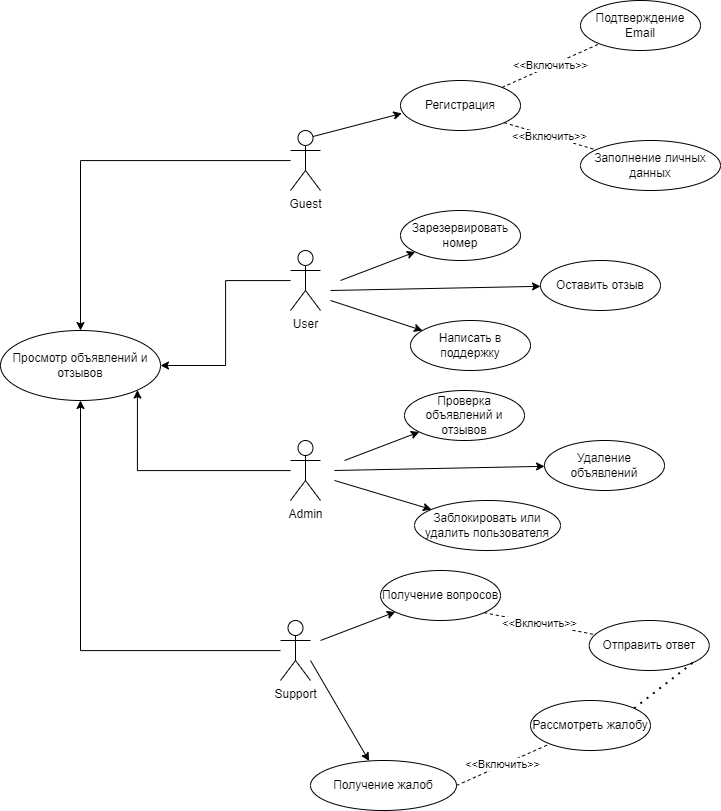 Подтверждение
Email
<<Включить>>
Регистрация
<<Включить>>
Заполнение личных
данных
Guest
Зарезервировать
номер
Оставить отзыв
User
Написать в
поддержку
Просмотр объявлений и
отзывов
Проверка
объявлений и
отзывов
Удаление
объявлений
Admin
Заблокировать или
удалить пользователя
Получение вопросов
<<Включить>>
Отправить ответ
Support
Рассмотреть жалобу
<<Включить>>
Получение жалоб